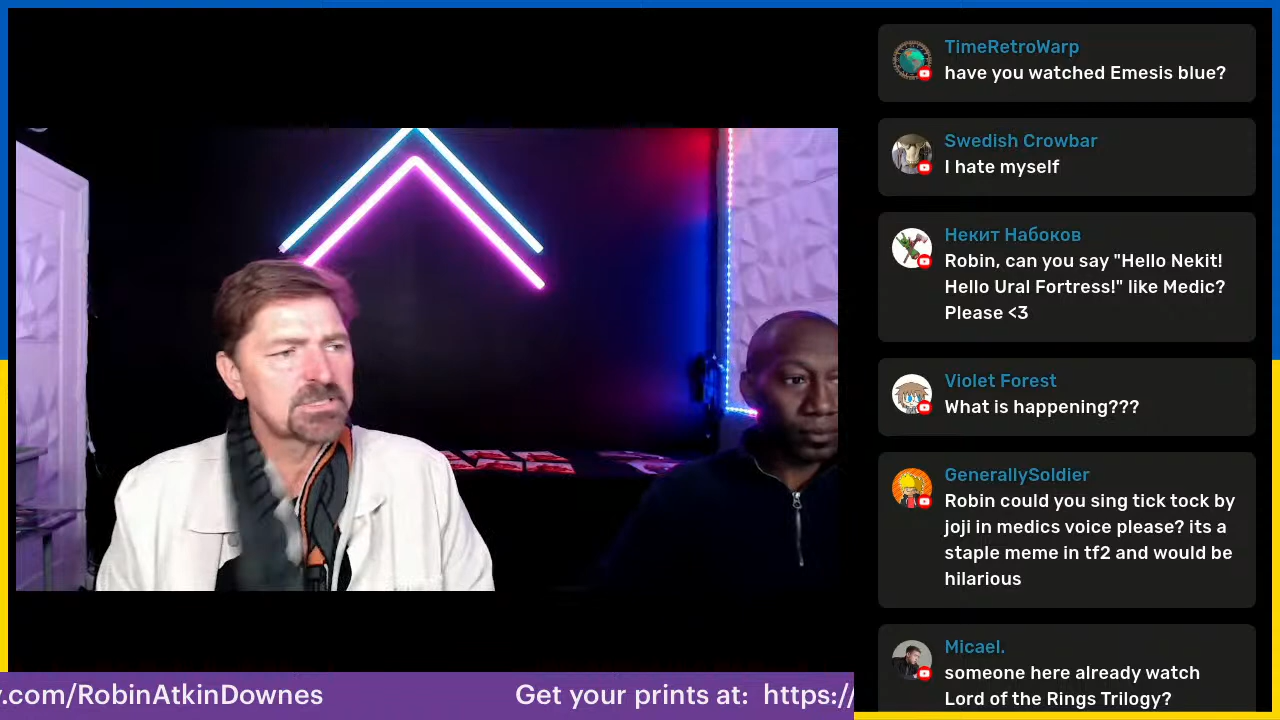 TimeRetroWarp
have you watched Emesis blue?
Swedish Crowbar
I hate myself
Некит Набоков
Robin, can you say "Hello Nekit!
Hello Ural Fortress!" like Medic?
Please <3
Violet Forest
What is happening???
GenerallySoldier
Robin could you sing tick tock by
joji in medics voice please? its a
staple meme in tf2 and would be
hilarious
Micael.
someone here already watch
Lord of the Rings Trilogy?
y.com/RobinAtkinDownes Get your prints at: https:/